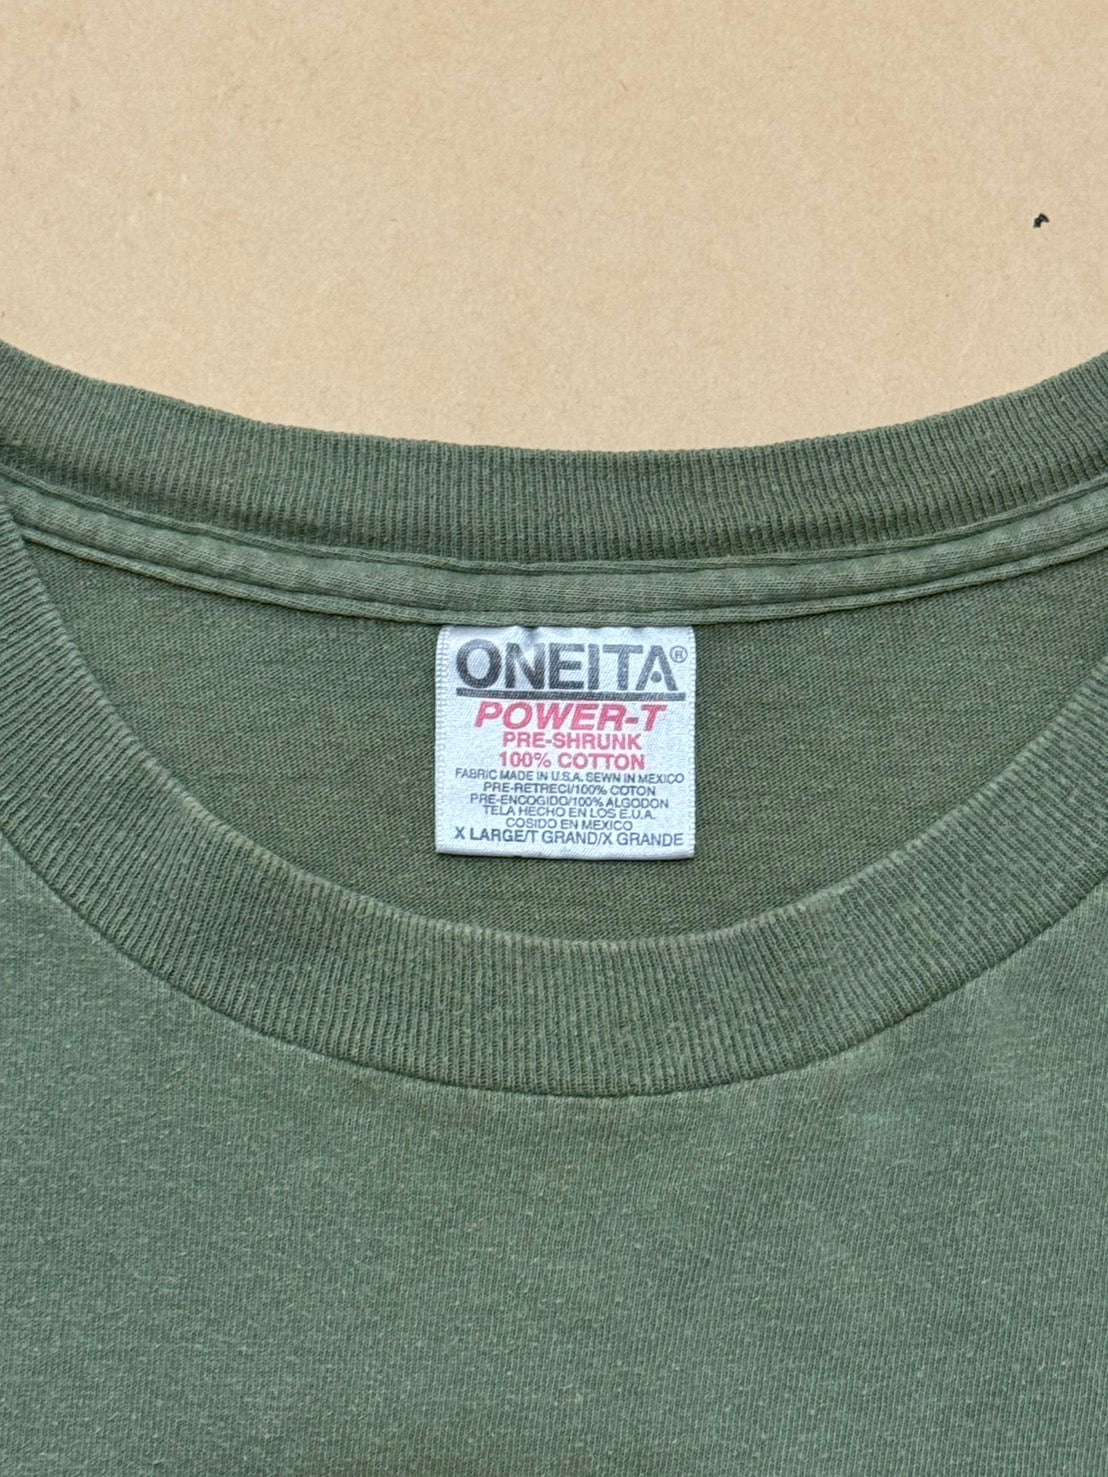 ONEITA®
POWER-T
PRE-SHRUNK
100% COTTON
FABRIC MADE IN U.S.A. SEWN IN MEXICO
PRE-RETRECI/100% COTON
PRE-ENCOGIDO/100% ALGODON
TELA HECHO EN LOS E.U.A.
COSIDO EN MEXICO
X LARGE/T GRAND/X GRANDE